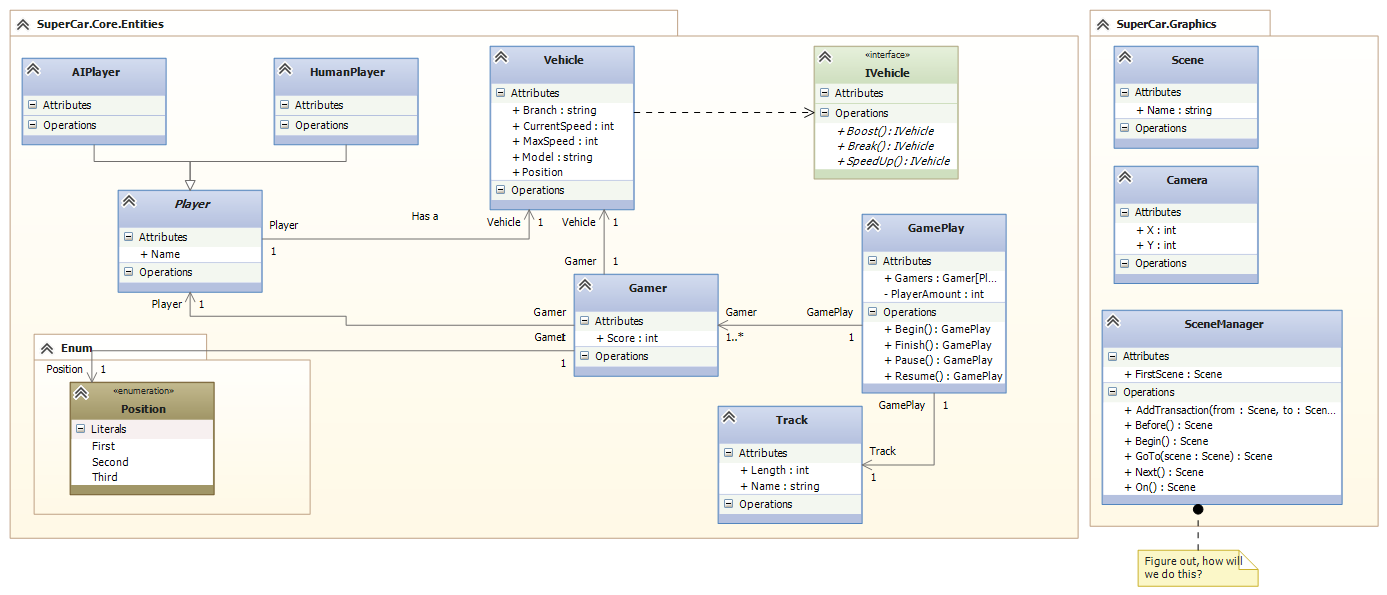 SuperCar.Core.Entities
AIPlayer
Attributes
Operations
HumanPlayer
Attributes
Operations
Vehicle
Attributes
+ Branch : string
+ CurrentSpeed : int
+ MaxSpeed : int
+ Model : string
+ Position
Operations
«interface»
IVehicle
Attributes
Operations
+ Boost() : IVehicle
+ Break() : IVehicle
+ SpeedUp() : IVehicle
Player
Attributes
+ Name
Operations
Player
1
Has a
Vehicle 1
Vehicle 1
Gamer 1
Player 1
Gamer
Attributes
+ Score : int
Operations
Gamer
1
Gamer
1
Gamer
1..*
GamePlay
1
GamePlay
Attributes
+ Gamers : Gamer[Pl...
- PlayerAmount : int
Operations
+ Begin() : GamePlay
+ Finish() : GamePlay
+ Pause() : GamePlay
+ Resume() : GamePlay
GamePlay 1
Track
1
Track
Attributes
+ Length : int
+ Name : string
Operations
Enum
Position 1
«enumeration»
Position
Literals
First
Second
Third
SuperCar.Graphics
Scene
Attributes
+ Name : string
Operations
Camera
Attributes
+ X : int
+ Y : int
Operations
SceneManager
Attributes
+ FirstScene : Scene
Operations
+ AddTransaction(from : Scene, to : Scen...
+ Before() : Scene
+ Begin() : Scene
+ GoTo(scene : Scene) : Scene
+ Next() : Scene
+ On() : Scene
Figure out, how will
we do this?